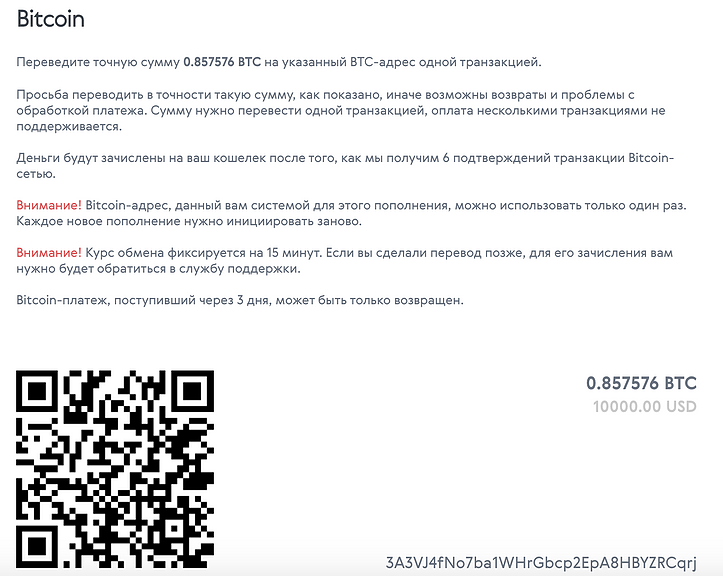 Bitcoin
Переведите точную сумму 0.857576 BTC на указанный BTC-адрес одной транзакцией.
Просьба переводить в точности такую сумму, как показано, иначе возможны возвраты и проблемы с
обработкой платежа. Сумму нужно перевести одной транзакцией, оплата несколькими транзакциями не
поддерживается.
Деньги будут зачислены на ваш кошелек после того, как мы получим 6 подтверждений транзакции Bitcoin-
сетью.
Внимание! Bitcoin-адрес, данный вам системой для этого пополнения, можно использовать только один раз.
Каждое новое пополнение нужно инициировать заново.
Внимание! Курс обмена фиксируется на 15 минут. Если вы сделали перевод позже, для его зачисления вам
нужно будет обратиться в службу поддержки.
Bitcoin-платеж, поступивший через 3 дня, может быть только возвращен.
0.857576 BTC
10000.00 USD
3A3VJ4fNo7ba1WHrGbcp2EpA8HBYZRCqrj